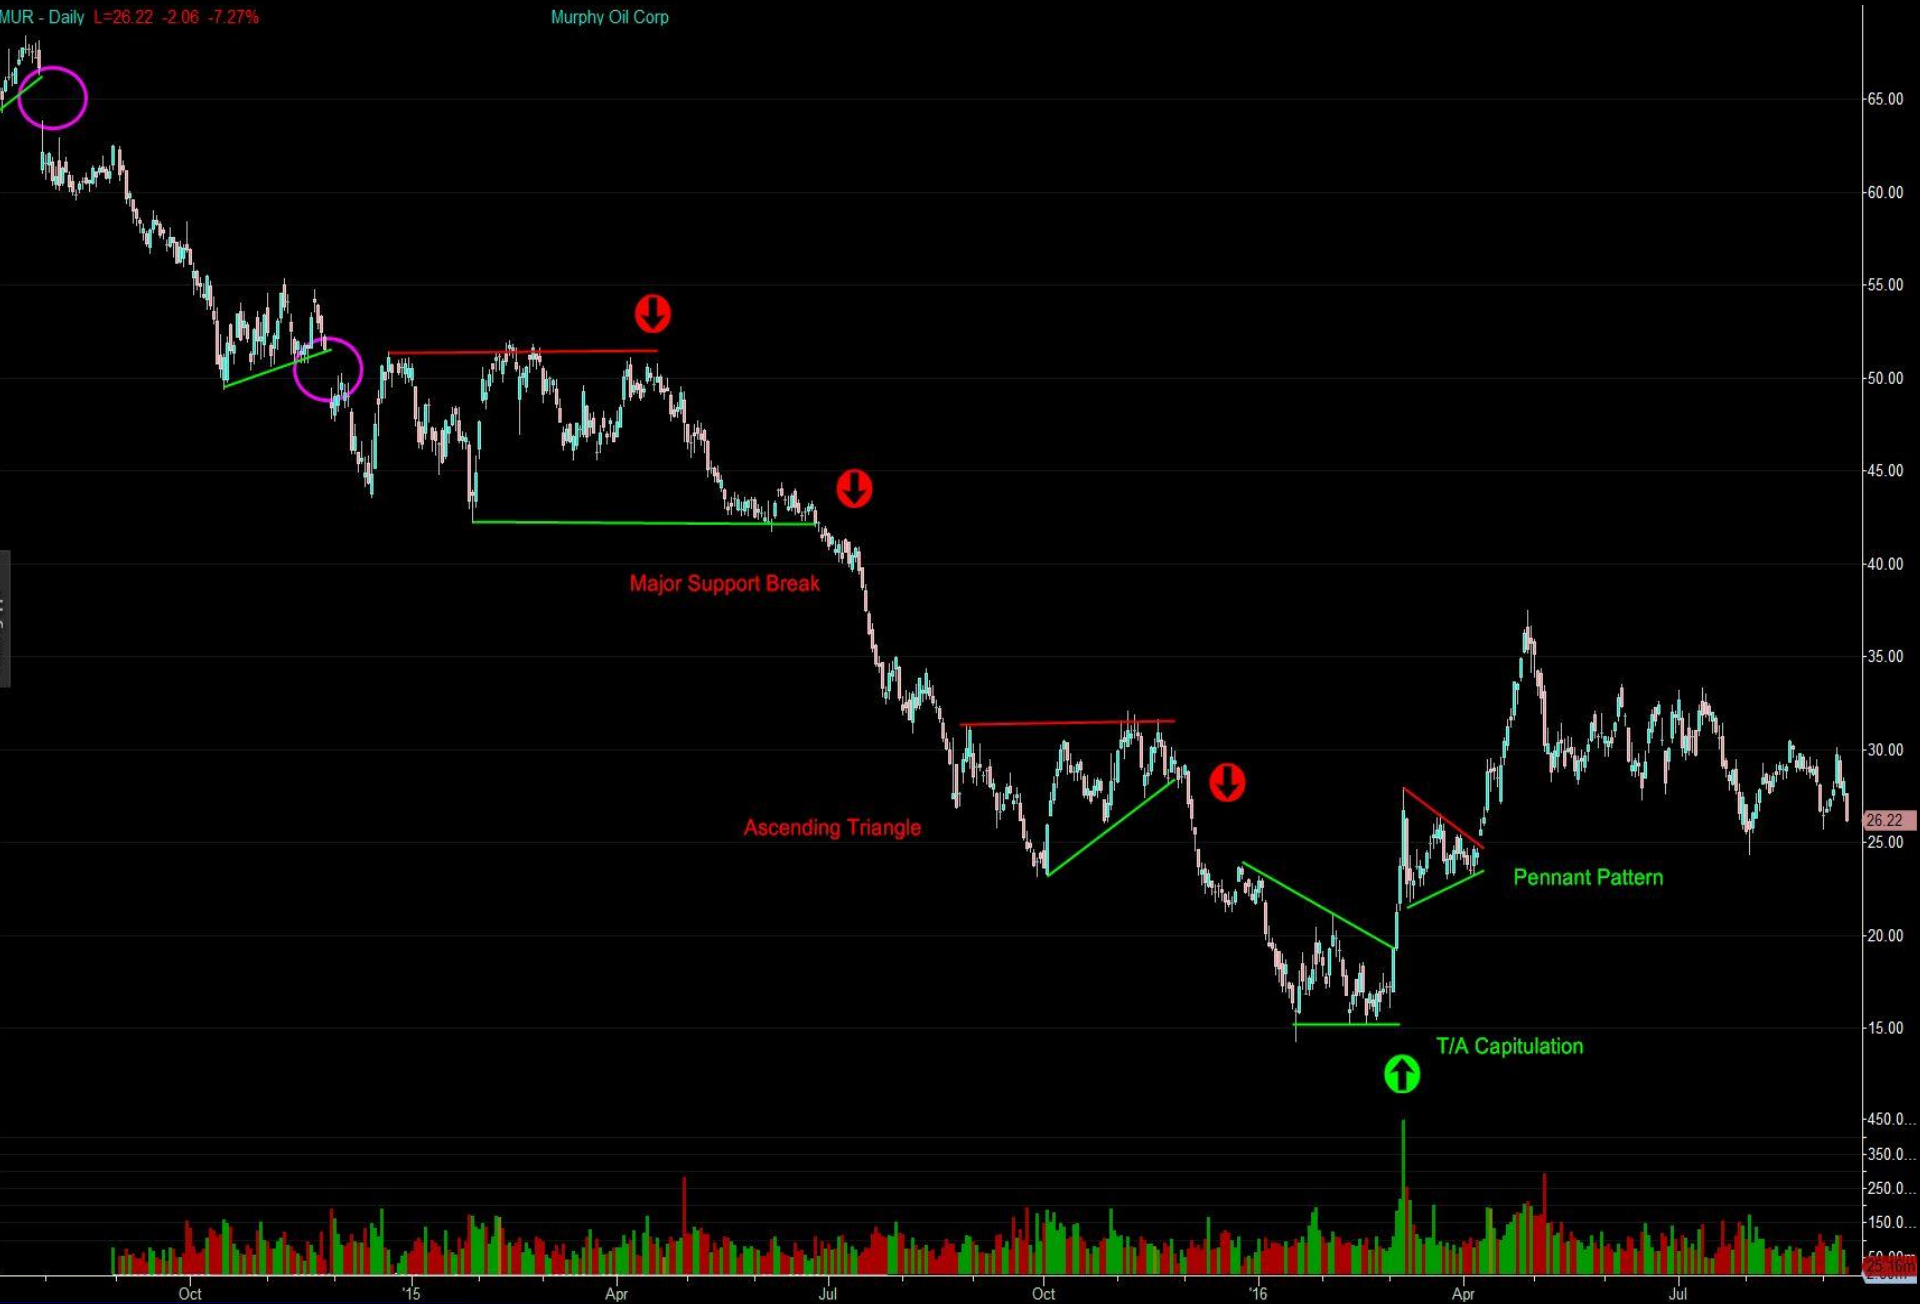 MUR - Daily L=26.22 -2.06 -7.27%
Murphy Oil Corp
65.00
60.00
55.00
50.00
45.00
40.00
35.00
30.00
26.22
25.00
20.00
15.00
Major Support Break
Ascending Triangle
Pennant Pattern
T/A Capitulation
450.0...
350.0...
250.0...
150.0...
25.16m
Oct
'15
Apr
Jul
Oct
'16
Apr
Jul